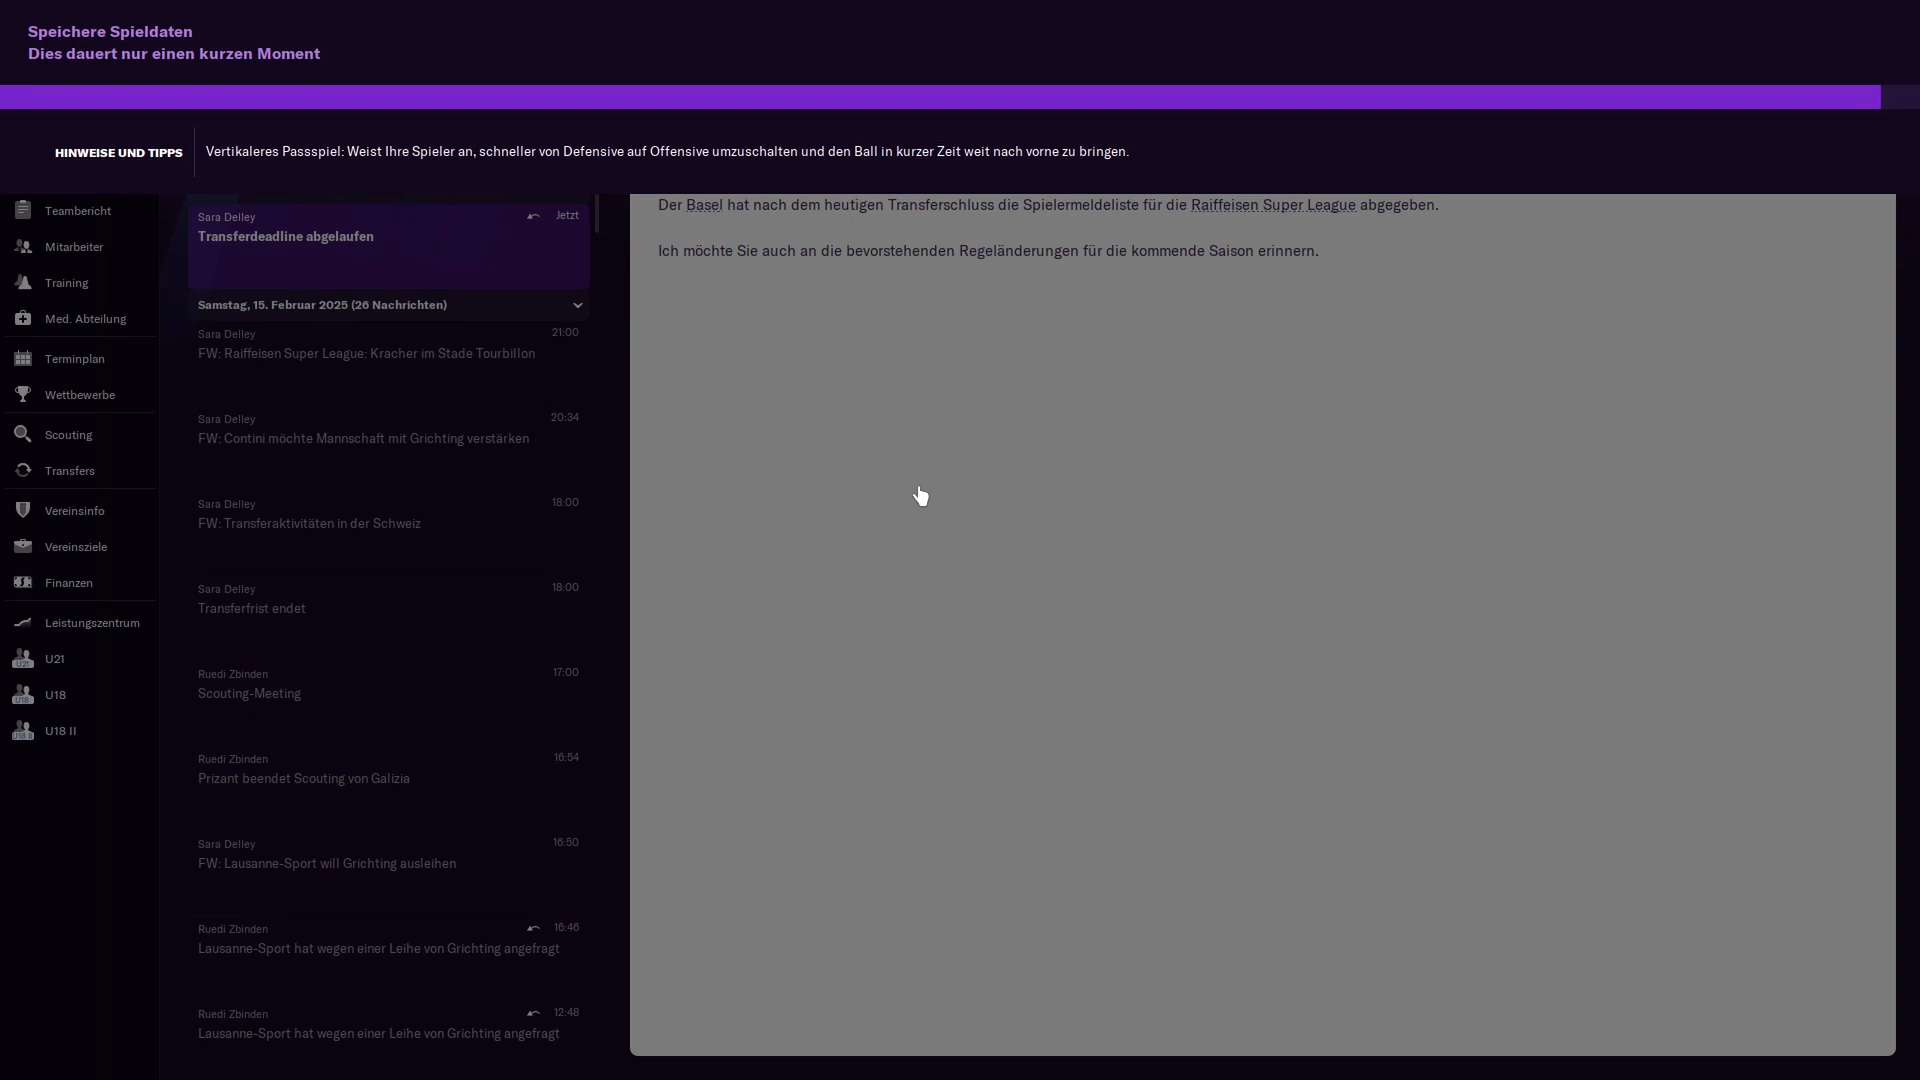 Speichere Spieldaten
Dies dauert nur einen kurzen Moment
HINWEISE UND TIPPS
Vertikaleres Passspiel: Weist Ihre Spieler an, schneller von Defensive auf Offensive umzuschalten und den Ball in kurzer Zeit weit nach vorne zu bringen.
Teambericht
Mitarbeiter
Training
Med. Abteilung
Terminplan
Wettbewerbe
Scouting
Transfers
Vereinsinfo
Vereinsziele
Finanzen
Leistungszentrum
U21
U21
U18
U18
U18 II
U18 II
Sara Delley
Jetzt
Transferdeadline abgelaufen
Samstag, 15. Februar 2025 (26 Nachrichten)
Sara Delley
21:00
FW: Raiffeisen Super League: Kracher im Stade Tourbillon
Sara Delley
20:34
FW: Contini möchte Mannschaft mit Grichting verstärken
Sara Delley
18:00
FW: Transferaktivitäten in der Schweiz
Sara Delley
18:00
Transferfrist endet
Ruedi Zbinden
17:00
Scouting-Meeting
Ruedi Zbinden
16:54
Prizant beendet Scouting von Galizia
Sara Delley
16:50
FW: Lausanne-Sport will Grichting ausleihen
Ruedi Zbinden
16:46
Lausanne-Sport hat wegen einer Leihe von Grichting angefragt
Ruedi Zbinden
12:48
Lausanne-Sport hat wegen einer Leihe von Grichting angefragt
Der Basel hat nach dem heutigen Transferschluss die Spielermeldeliste für die Raiffeisen Super League abgegeben.
Ich möchte Sie auch an die bevorstehenden Regeländerungen für die kommende Saison erinnern.